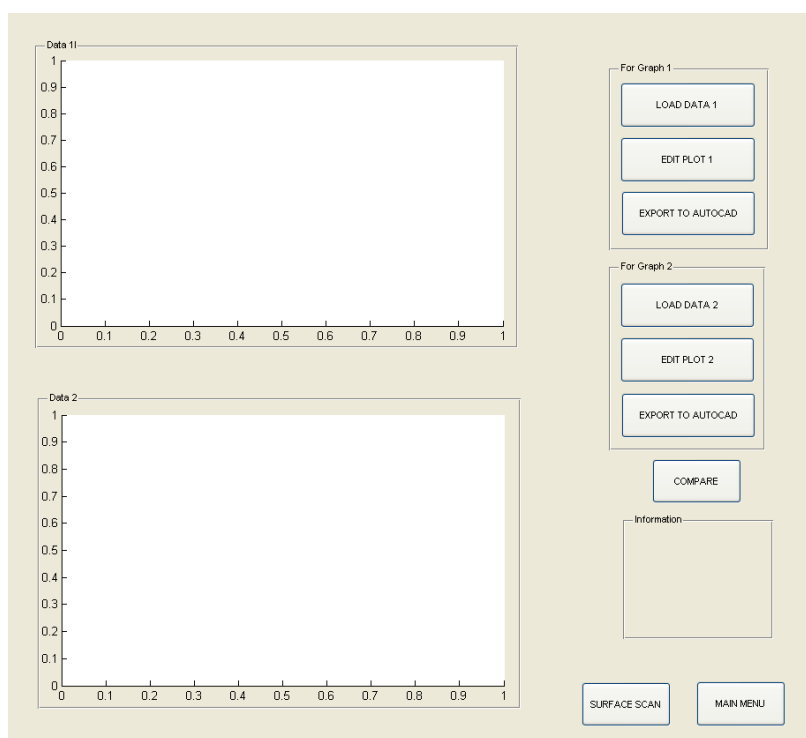 Data 1l
1
0.9
0.8
0.7
0.6
0.5
0.4
0.3
0.2
0.1
0
0 0.1 0.2 0.3 0.4 0.5 0.6 0.7 0.8 0.9 1
Data 2
1
0.9
0.8
0.7
0.6
0.5
0.4
0.3
0.2
0.1
0
0 0.1 0.2 0.3 0.4 0.5 0.6 0.7 0.8 0.9 1
For Graph 1
LOAD DATA 1
EDIT PLOT 1
EXPORT TO AUTOCAD
For Graph 2
LOAD DATA 2
EDIT PLOT 2
EXPORT TO AUTOCAD
COMPARE
Information
SURFACE SCAN
MAIN MENU